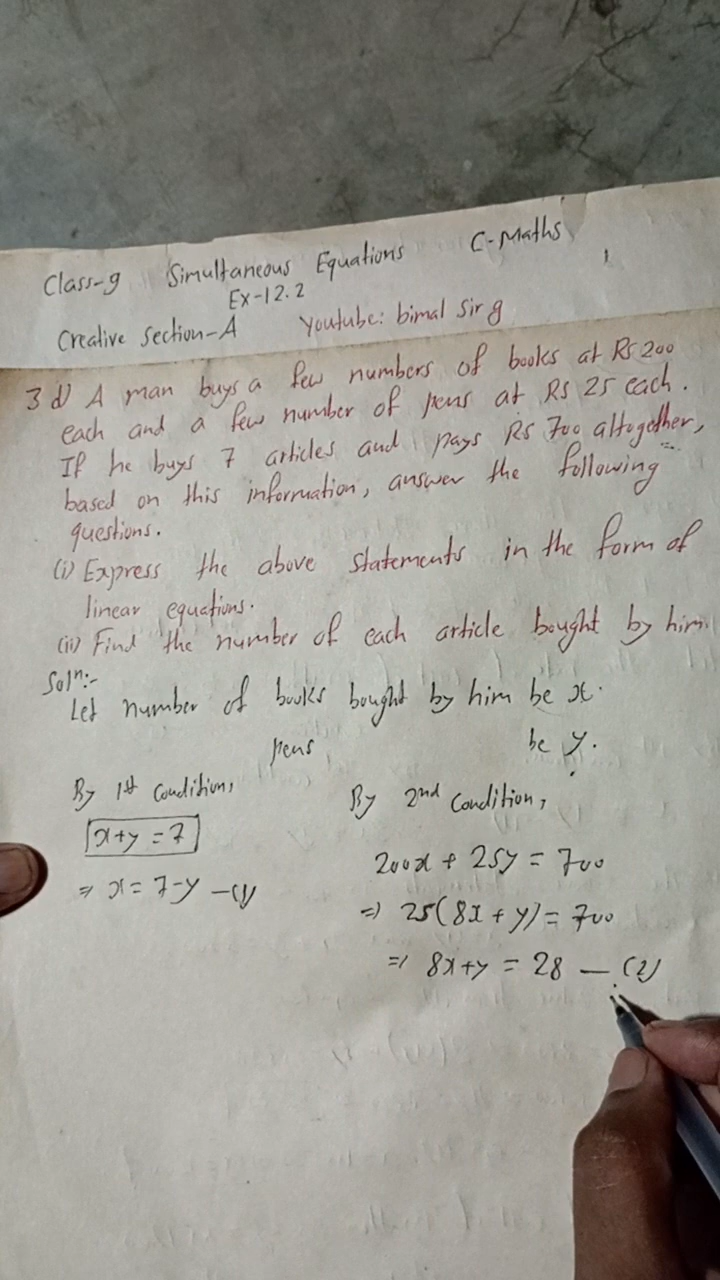 Class-9 Simultaneous Equations C-Maths
Ex-12.2
Creative Section-A Youtube: bimal Sir 9
3 d) A man buys a few numbers of books at RS 200
each and a few number of pens at RS 25 each.
If he buys 7 articles and pays Rs 700 altogether,
based on this information, answer the following
questions.
(i) Express the above statements in the form of
linear equations.
(ii) Find the number of each article bought by him.
Solⁿ:-
Let number of books bought by him be x.
pens be y.
By 1st Condition, By 2nd Condition,
x+y = 7 200x + 25y = 700
⇒ x = 7-y —(1) ⇒ 25(8x + y) = 700
⇒ 8x+y = 28 — (2)